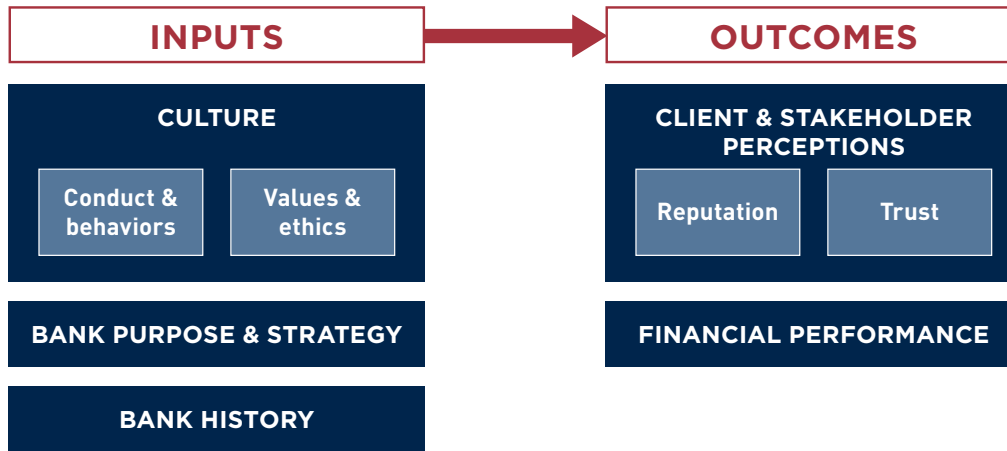 INPUTS
OUTCOMES
CULTURE
Conduct &
behaviors
Values &
ethics
BANK PURPOSE & STRATEGY
BANK HISTORY
CLIENT & STAKEHOLDER
PERCEPTIONS
Reputation
Trust
FINANCIAL PERFORMANCE